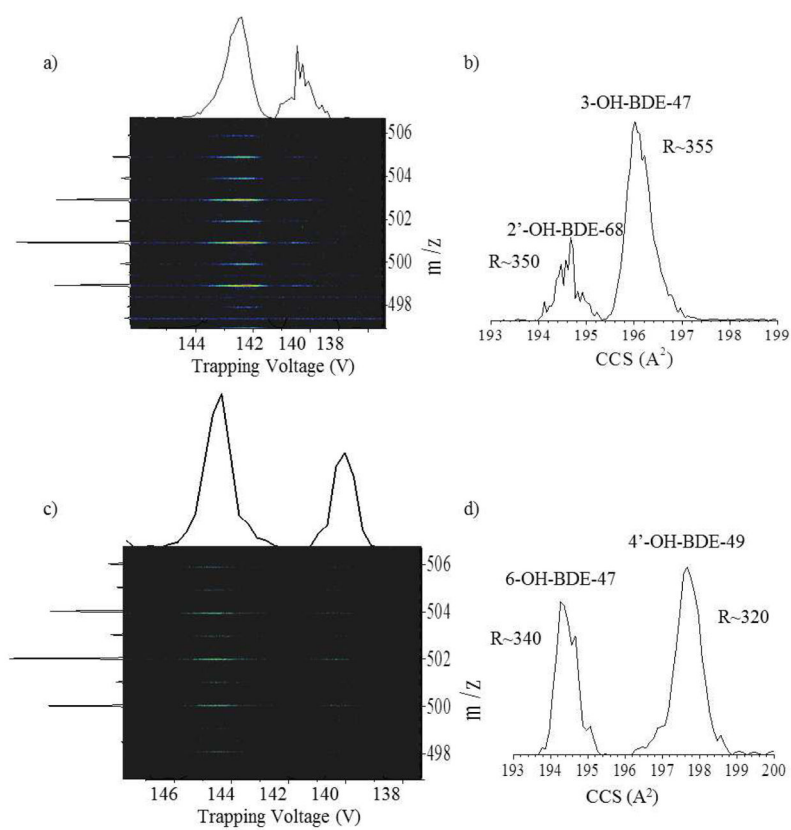 a)
506
504
502
500
498
m/z
144 142 140 138
Trapping Voltage (V)
b)
3-OH-BDE-47
R~355
2’-OH-BDE-68
R~350
193 194 195 196 197 198 199
CCS (A²)
c)
506
504
502
500
498
m/z
146 144 142 140 138
Trapping Voltage (V)
d)
4’-OH-BDE-49
6-OH-BDE-47
R~340
R~320
193 194 195 196 197 198 199 200
CCS (A²)